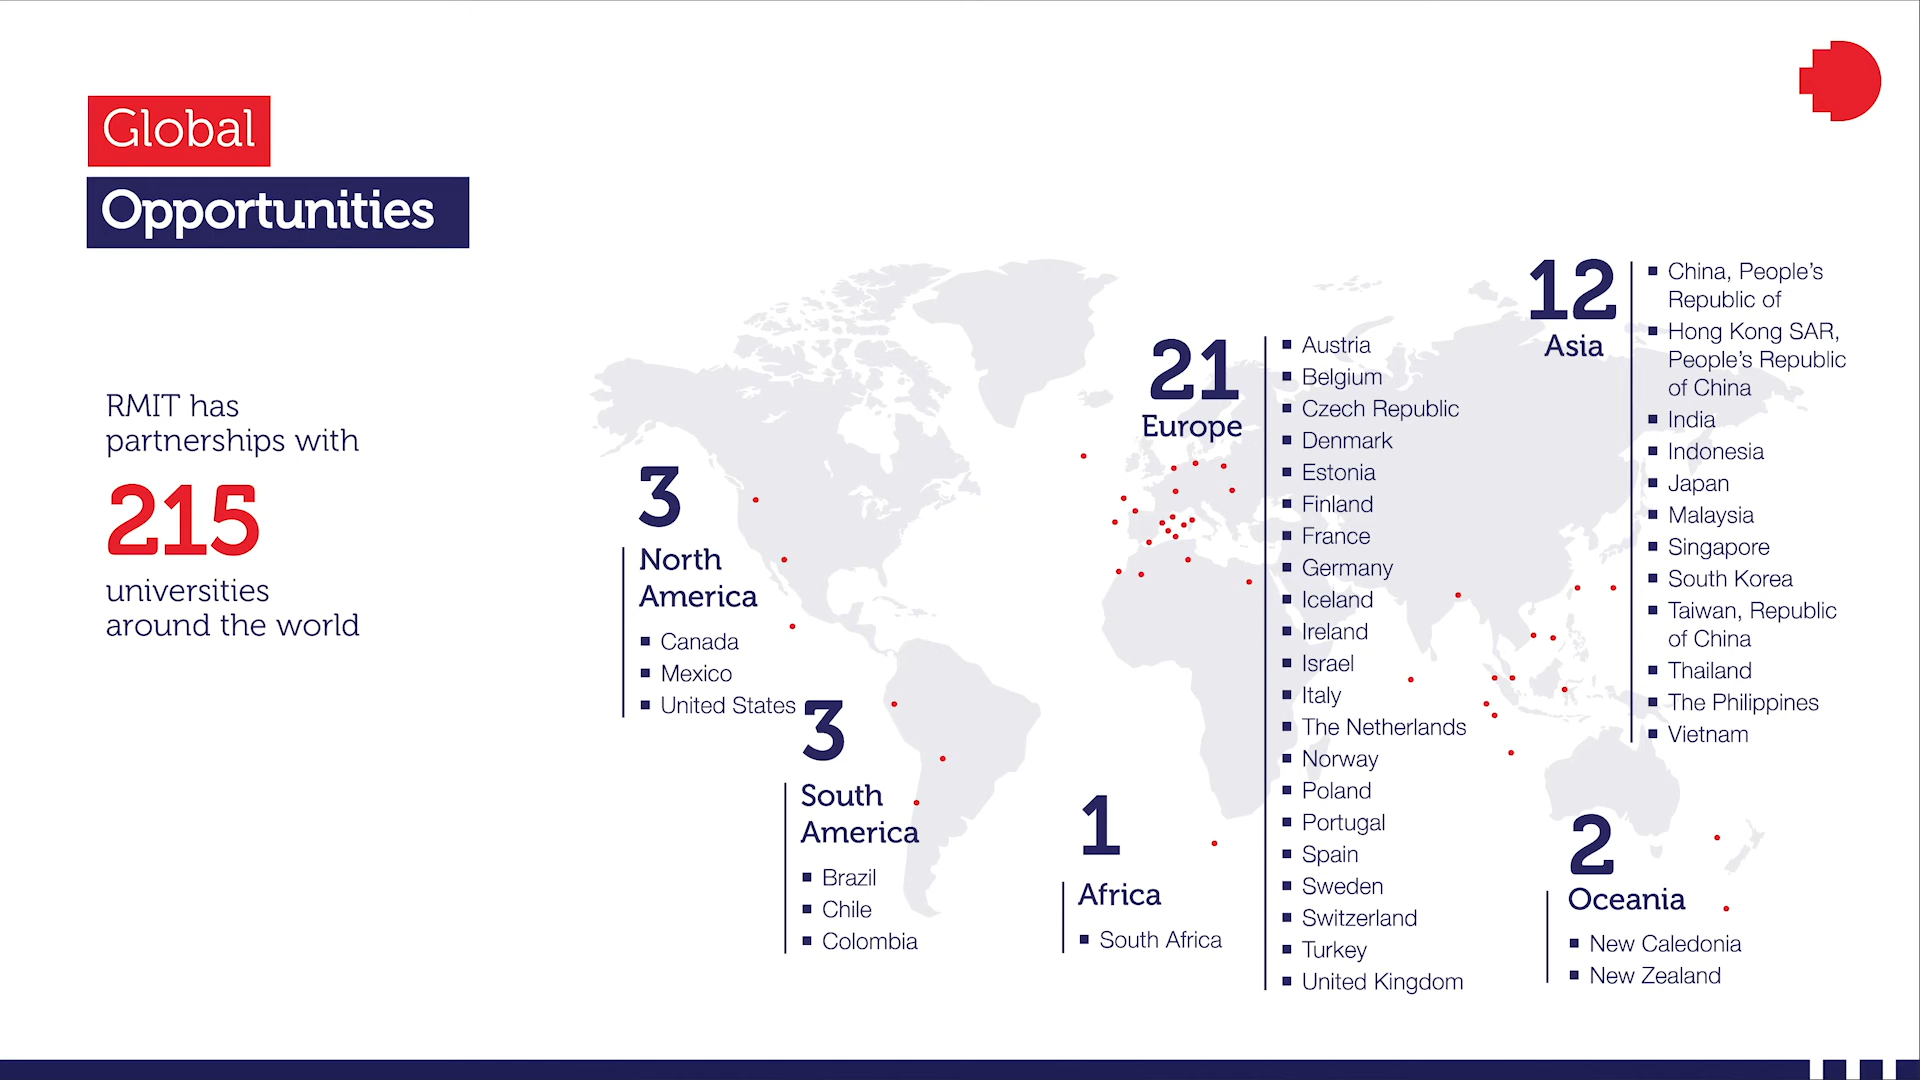 Global
Opportunities
RMIT has
partnerships with
215
universities
around the world
3
North
America
Canada
Mexico
United States
3
South
America
Brazil
Chile
Colombia
1
Africa
South Africa
21
Europe
Austria
Belgium
Czech Republic
Denmark
Estonia
Finland
France
Germany
Iceland
Ireland
Israel
Italy
The Netherlands
Norway
Poland
Portugal
Spain
Sweden
Switzerland
Turkey
United Kingdom
12
Asia
China, People's
Republic of
Hong Kong SAR,
People's Republic
of China
India
Indonesia
Japan
Malaysia
Singapore
South Korea
Taiwan, Republic
of China
Thailand
The Philippines
Vietnam
2
Oceania
New Caledonia
New Zealand